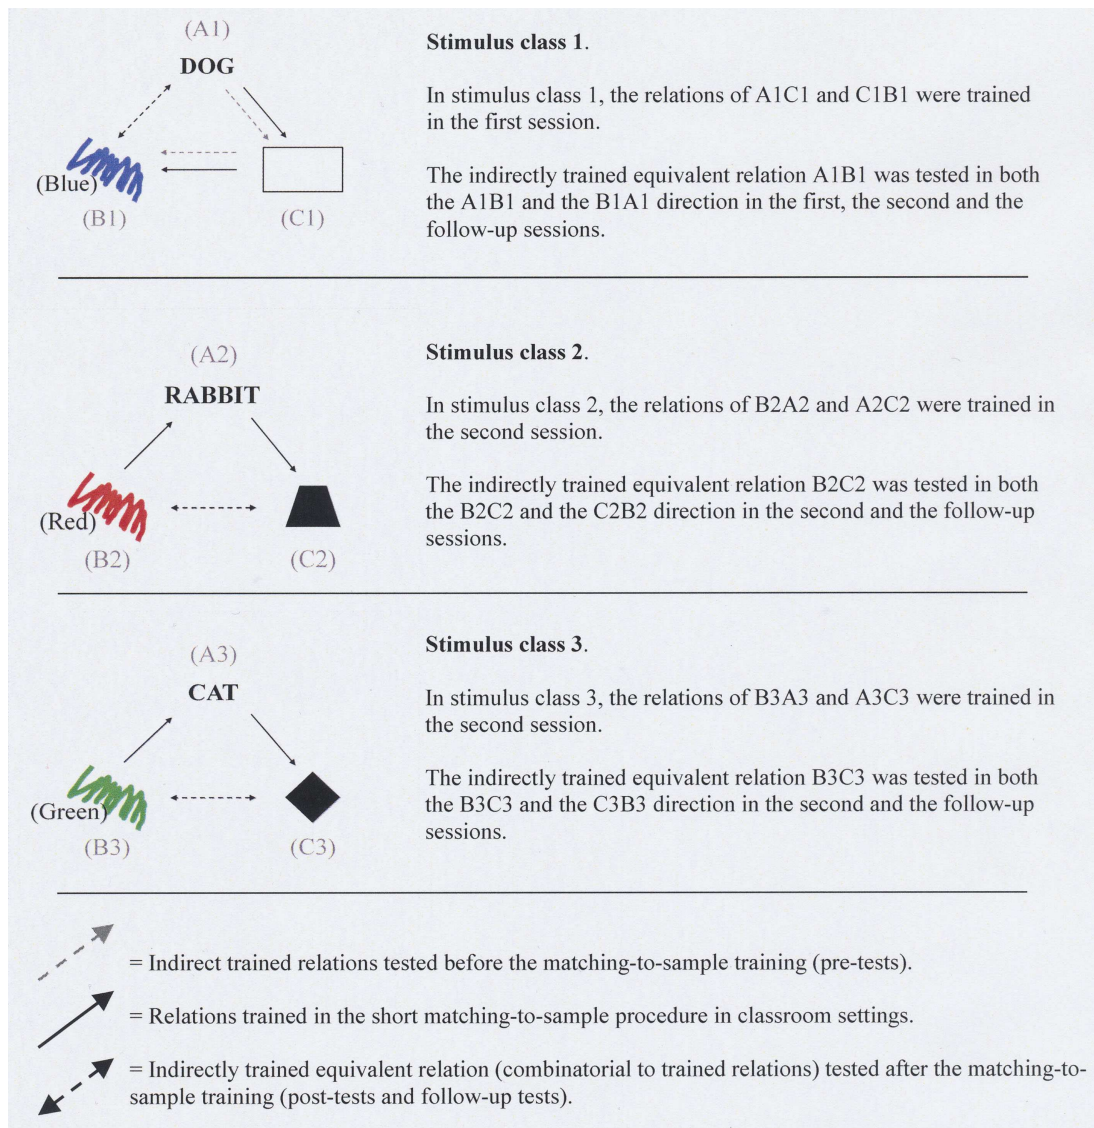 (A1)
DOG
(Blue)
(B1)
(C1)
Stimulus class 1.
In stimulus class 1, the relations of A1C1 and C1B1 were trained
in the first session.
The indirectly trained equivalent relation A1B1 was tested in both
the A1B1 and the B1A1 direction in the first, the second and the
follow-up sessions.
(A2)
RABBIT
(Red)
(B2)
(C2)
Stimulus class 2.
In stimulus class 2, the relations of B2A2 and A2C2 were trained in
the second session.
The indirectly trained equivalent relation B2C2 was tested in both
the B2C2 and the C2B2 direction in the second and the follow-up
sessions.
(A3)
CAT
(Green)
(B3)
(C3)
Stimulus class 3.
In stimulus class 3, the relations of B3A3 and A3C3 were trained in
the second session.
The indirectly trained equivalent relation B3C3 was tested in both
the B3C3 and the C3B3 direction in the second and the follow-up
sessions.
= Indirect trained relations tested before the matching-to-sample training (pre-tests).
= Relations trained in the short matching-to-sample procedure in classroom settings.
= Indirectly trained equivalent relation (combinatorial to trained relations) tested after the matching-to-
sample training (post-tests and follow-up tests).